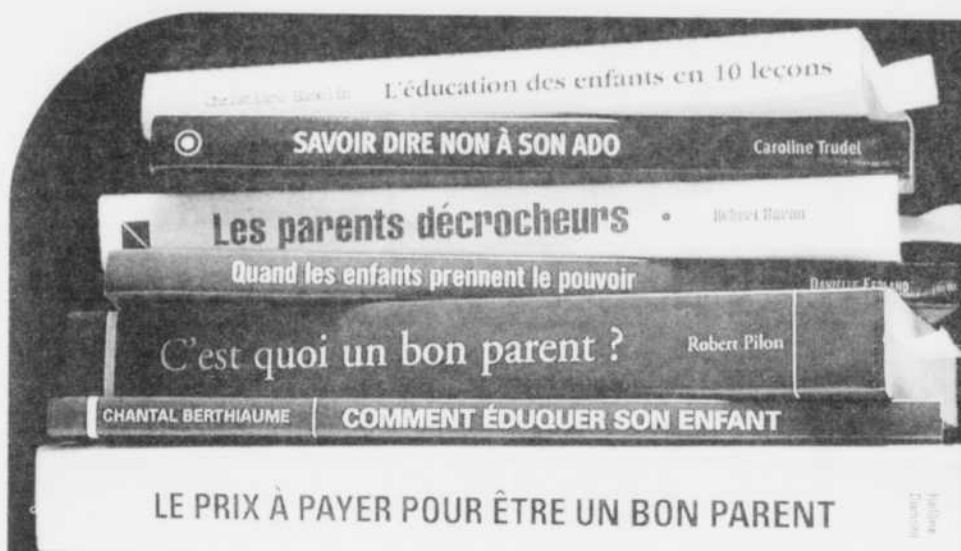 L'éducation des enfants en 10 leçons
SAVOIR DIRE NON À SON ADO Caroline Trudel
Les parents décrocheurs
Quand les enfants prennent le pouvoir
C'est quoi un bon parent ? Robert Pilon
CHANTAL BERTHIAUME COMMENT ÉDUQUER SON ENFANT
LE PRIX À PAYER POUR ÊTRE UN BON PARENT